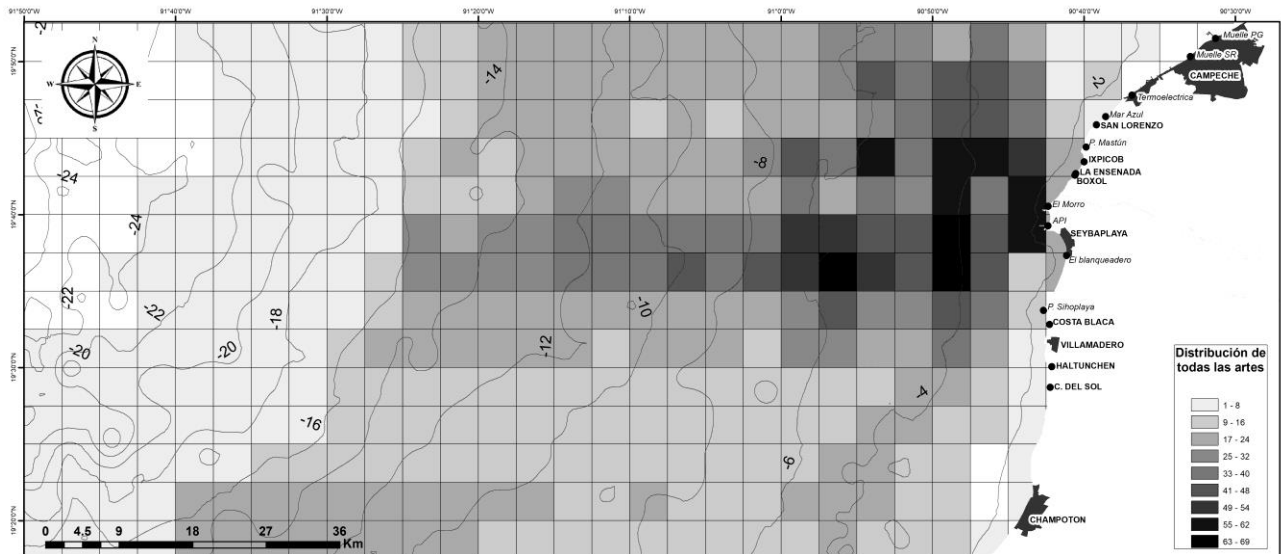 91°50'0"W 91°40'0"W 91°30'0"W 91°20'0"W 91°10'0"W 91°0'0"W 90°50'0"W 90°40'0"W 90°30'0"W
N
W E
S
19°50'0"N
19°40'0"N
19°30'0"N
19°20'0"N
-14
-2
-8
-24
-24
-22
-22
-20
-20
-18
-16
-12
-10
-6
-4
Muelle PG
Muelle SR
CAMPECHE
Termoelectrica
Mar Azul
SAN LORENZO
P. Mastún
IXPICOB
LA ENSENADA
BOXOL
El Morro
API
SEYBAPLAYA
El blanqueadero
P. Sihoplaya
COSTA BLACA
VILLAMADERO
HALTUNCHEN
C. DEL SOL
CHAMPOTON
Distribución de
todas las artes
1 - 8
9 - 16
17 - 24
25 - 32
33 - 40
41 - 48
49 - 54
55 - 62
63 - 69
0 4.5 9 18 27 36
Km